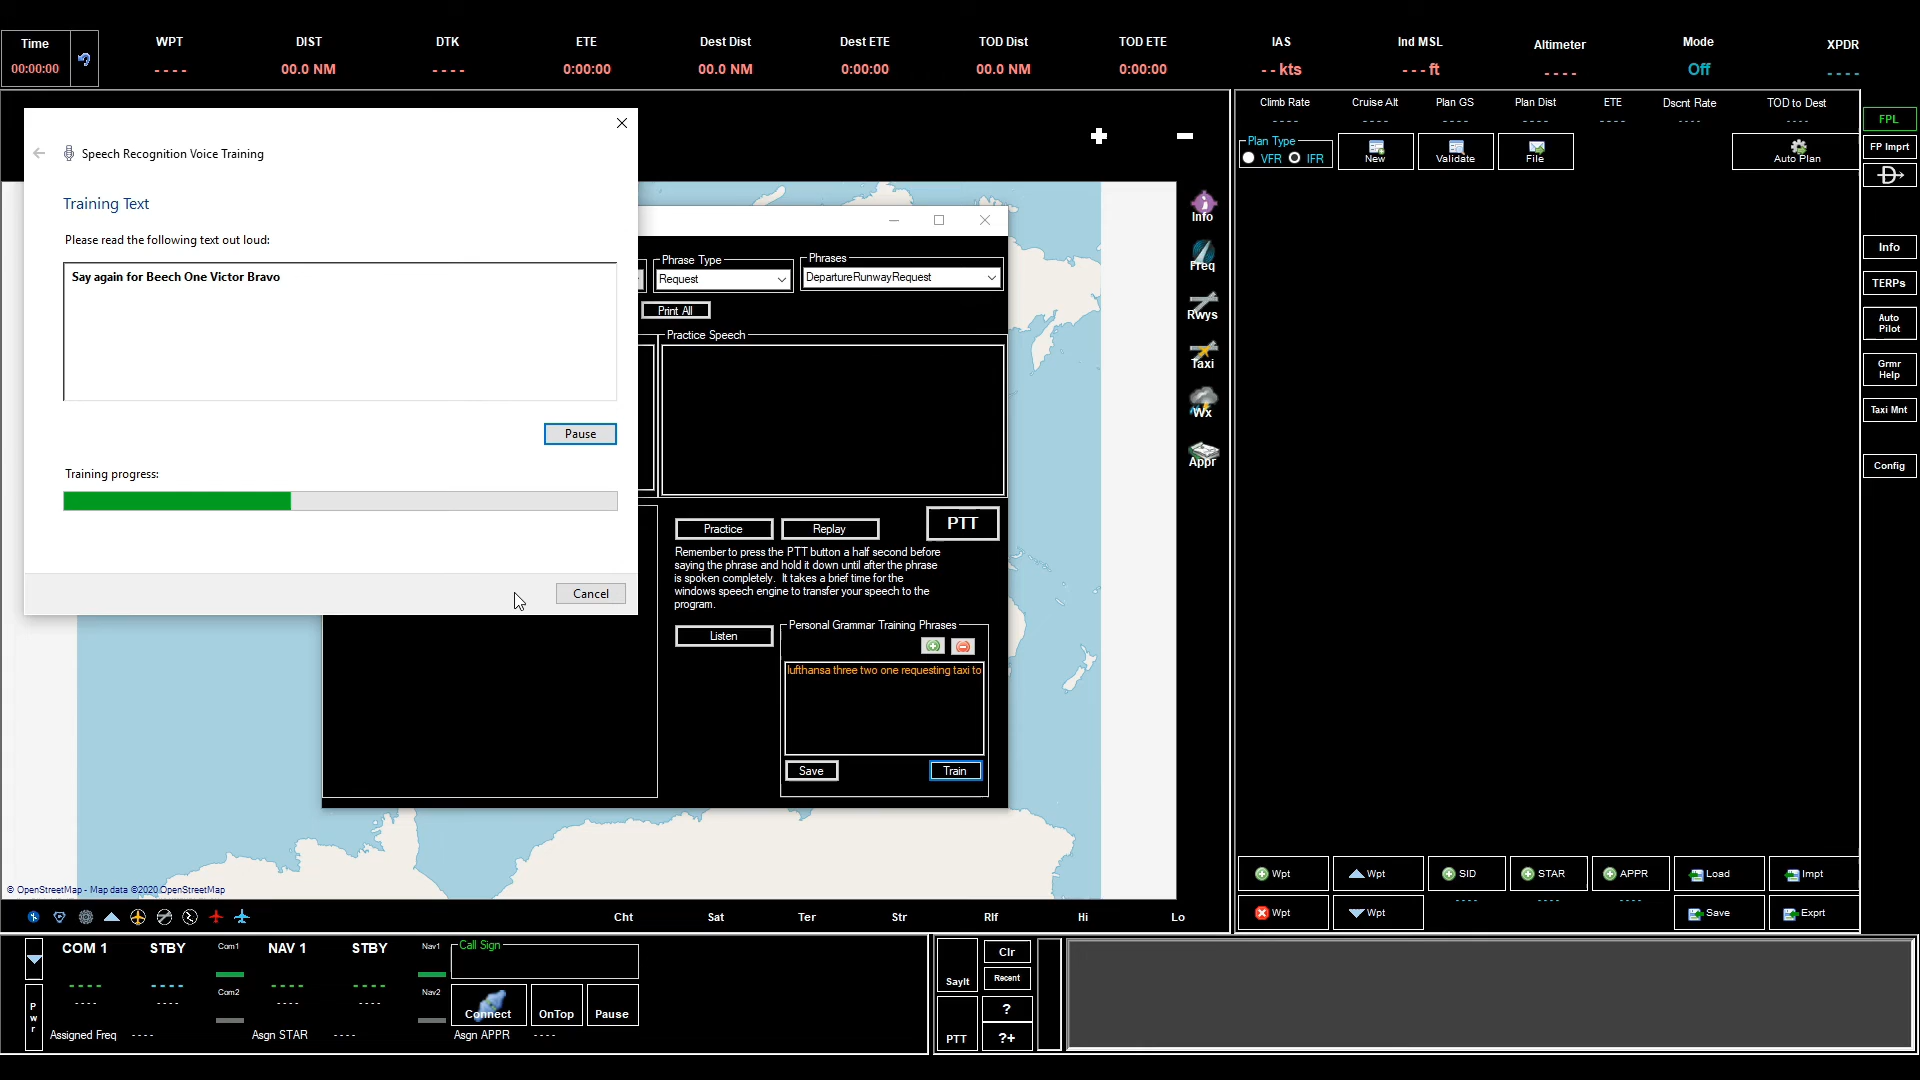 Time WPT DIST DTK ETE Dest Dist Dest ETE TOD Dist TOD ETE IAS Ind MSL Altimeter Mode XPDR
00:00:00 - - - - 00.0 NM - - - - 0:00:00 00.0 NM 0:00:00 00.0 NM 0:00:00 - - kts - - - ft - - - - Off - - - -
Speech Recognition Voice Training
Training Text
Please read the following text out loud:
Say again for Beech One Victor Bravo
Pause
Training progress:
Cancel
Phrase Type
Request
Phrases
DepartureRunwayRequest
Print All
Practice Speech
Practice
Replay
PTT
Remember to press the PTT button a half second before
saying the phrase and hold it down until after the phrase
is spoken completely. It takes a brief time for the
windows speech engine to transfer your speech to the
program.
Listen
Personal Grammar Training Phrases
lufthansa three two one requesting taxi to
Save
Train
Info
Freq
Rwys
Taxi
Wx
Appr
© OpenStreetMap - Map data ©2020 OpenStreetMap
Cht Sat Ter Str Rlf Hi Lo
Climb Rate Cruise Alt Plan GS Plan Dist ETE Dscnt Rate TOD to Dest
- - - - - - - - - - - - - - - - - - - - - - - - - - - -
Plan Type
VFR IFR
New
Validate
File
Auto Plan
FPL
FP Imprt
D
Info
TERPs
Auto
Pilot
Grmr
Help
Taxi Mnt
Config
Wpt Wpt SID STAR APPR Load Impt
- - - - - - - - - - - -
Wpt Wpt Save Exprt
COM 1 STBY Com1 NAV 1 STBY Nav1
- - - - - - - - - - - - - - - -
- - - - - - - - Com2 - - - - - - - - Nav2
P
w
r
Assigned Freq - - - - Asgn STAR - - - - Asgn APPR - - - -
Call Sign
Connect
OnTop
Pause
SayIt
Clr
Recent
PTT
?
?+